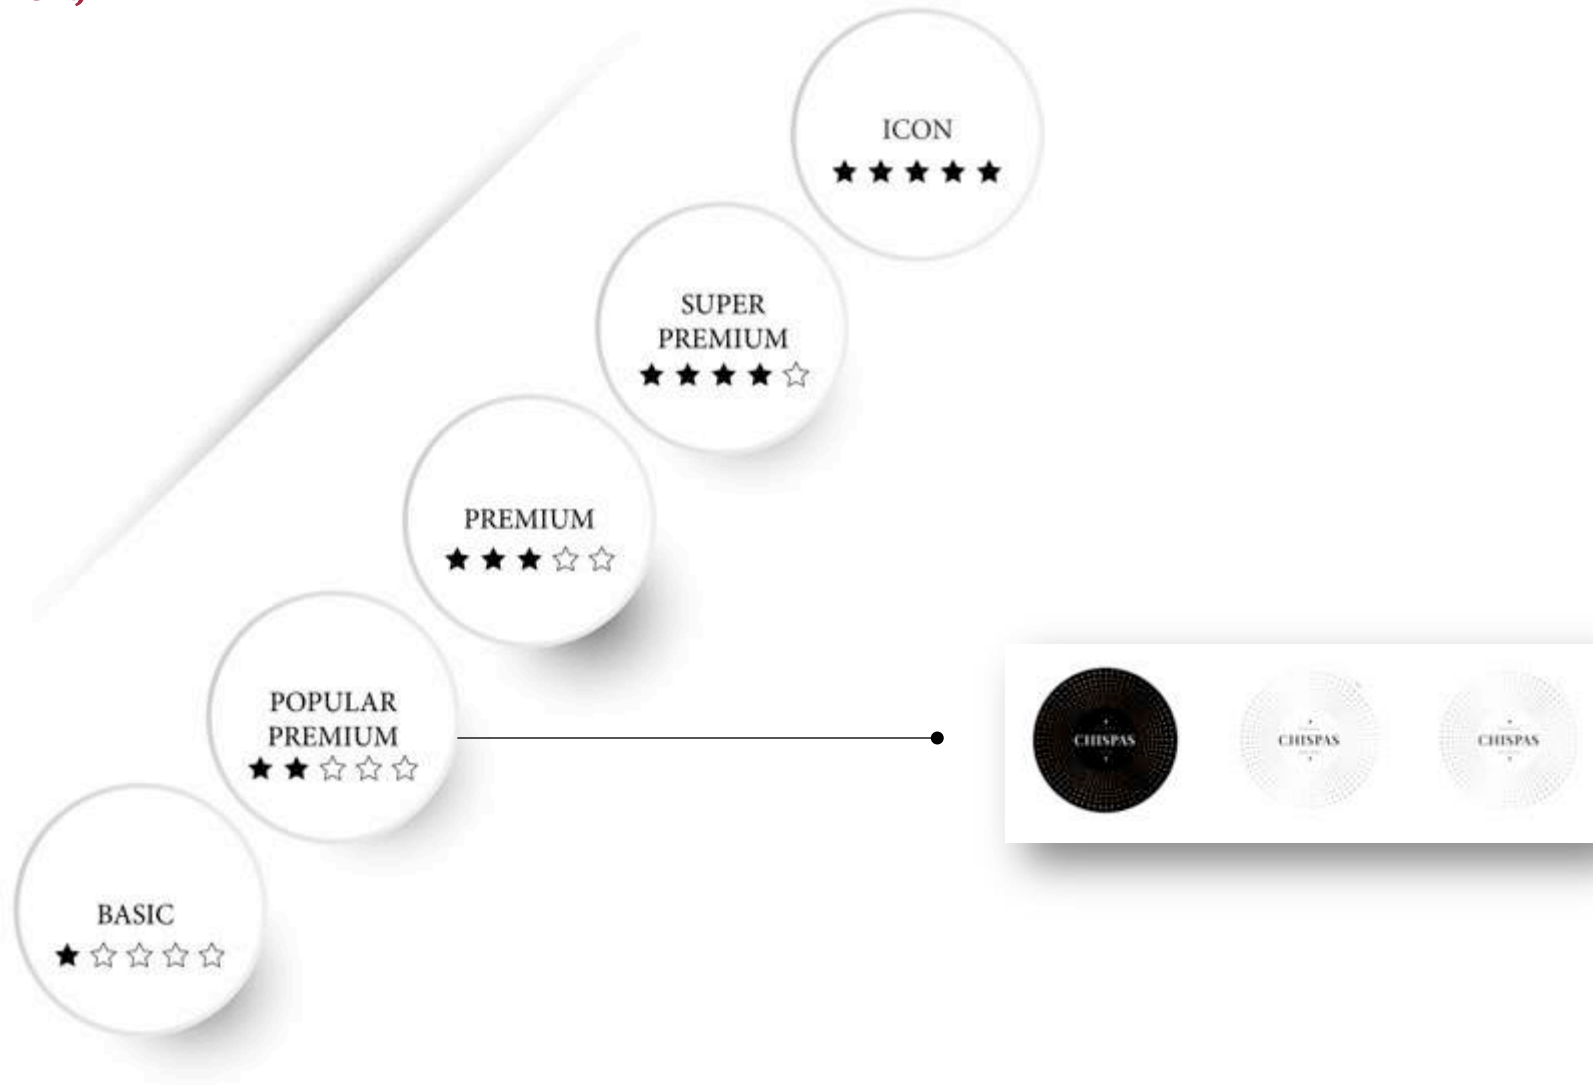 ICON
SUPER
PREMIUM
PREMIUM
POPULAR
PREMIUM
CHISPAS
CHISPAS
CHISPAS
BASIC